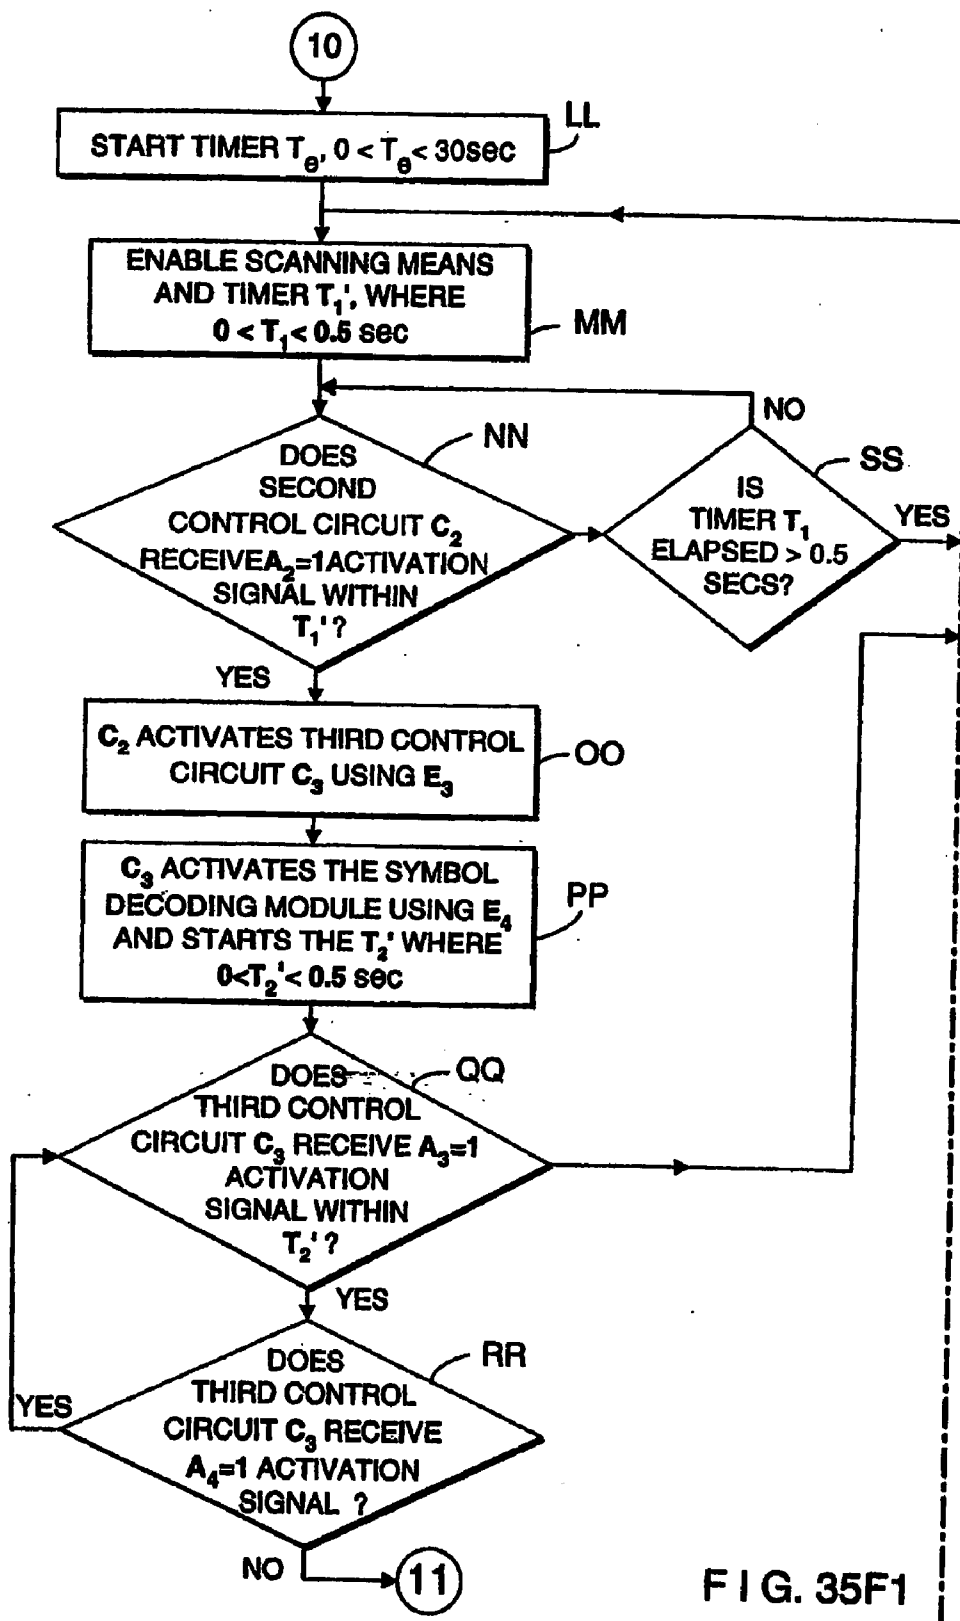 10
START TIMER Te, 0 < Te < 30sec
LL
ENABLE SCANNING MEANS
AND TIMER T1', WHERE
0 < T1 < 0.5 sec
MM
DOES
SECOND
CONTROL CIRCUIT C2
RECEIVE A2=1 ACTIVATION
SIGNAL WITHIN
T1' ?
NN
NO
IS
TIMER T1
ELAPSED > 0.5
SECS?
SS
YES
YES
C2 ACTIVATES THIRD CONTROL
CIRCUIT C3 USING E3
OO
C3 ACTIVATES THE SYMBOL
DECODING MODULE USING E4
AND STARTS THE T2' WHERE
0<T2'< 0.5 sec
PP
DOES
THIRD CONTROL
CIRCUIT C3 RECEIVE A3=1
ACTIVATION
SIGNAL WITHIN
T2' ?
QQ
YES
DOES
THIRD CONTROL
CIRCUIT C3 RECEIVE
A4=1 ACTIVATION
SIGNAL ?
RR
YES
NO
11
FIG. 35F1